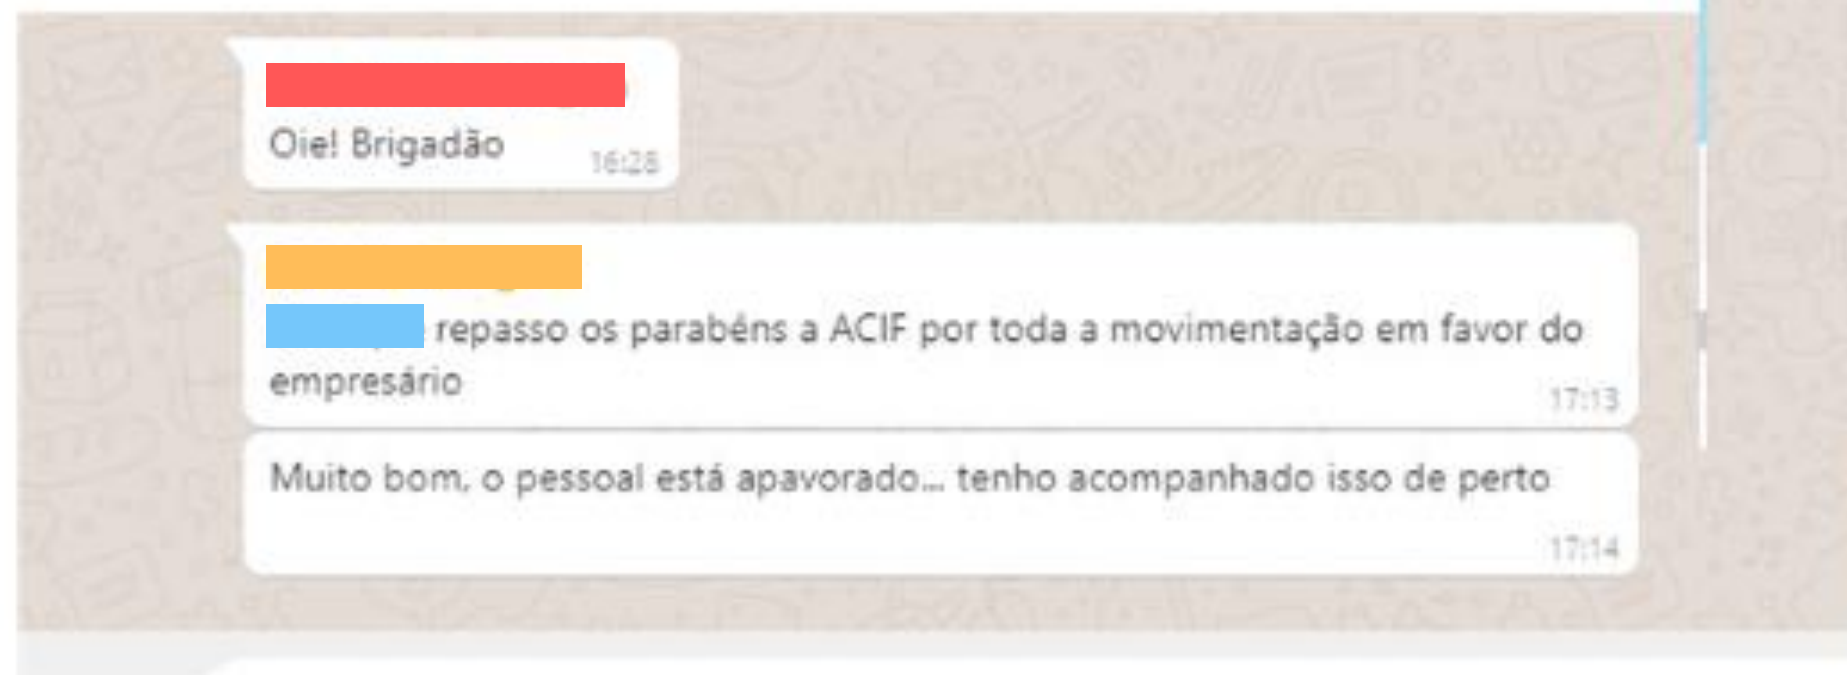 Oie! Brigadão
16:28
repasso os parabéns a ACIF por toda a movimentação em favor do
empresário
17:13
Muito bom, o pessoal está apavorado... tenho acompanhado isso de perto
17:14